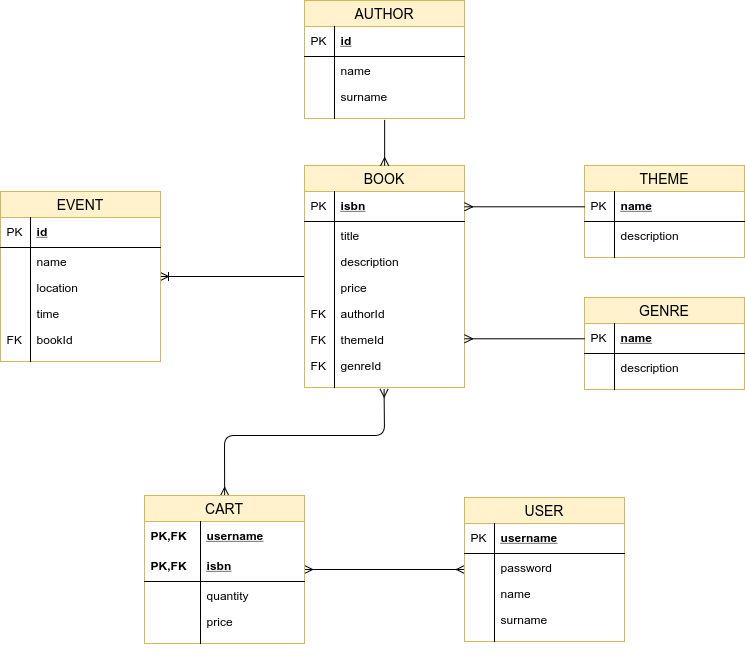 AUTHOR
PK id
name
surname
BOOK
PK isbn
title
description
price
FK authorId
FK themeId
FK genreId
THEME
PK name
description
EVENT
PK id
name
location
time
FK bookId
GENRE
PK name
description
CART
PK,FK username
PK,FK isbn
quantity
price
USER
PK username
password
name
surname